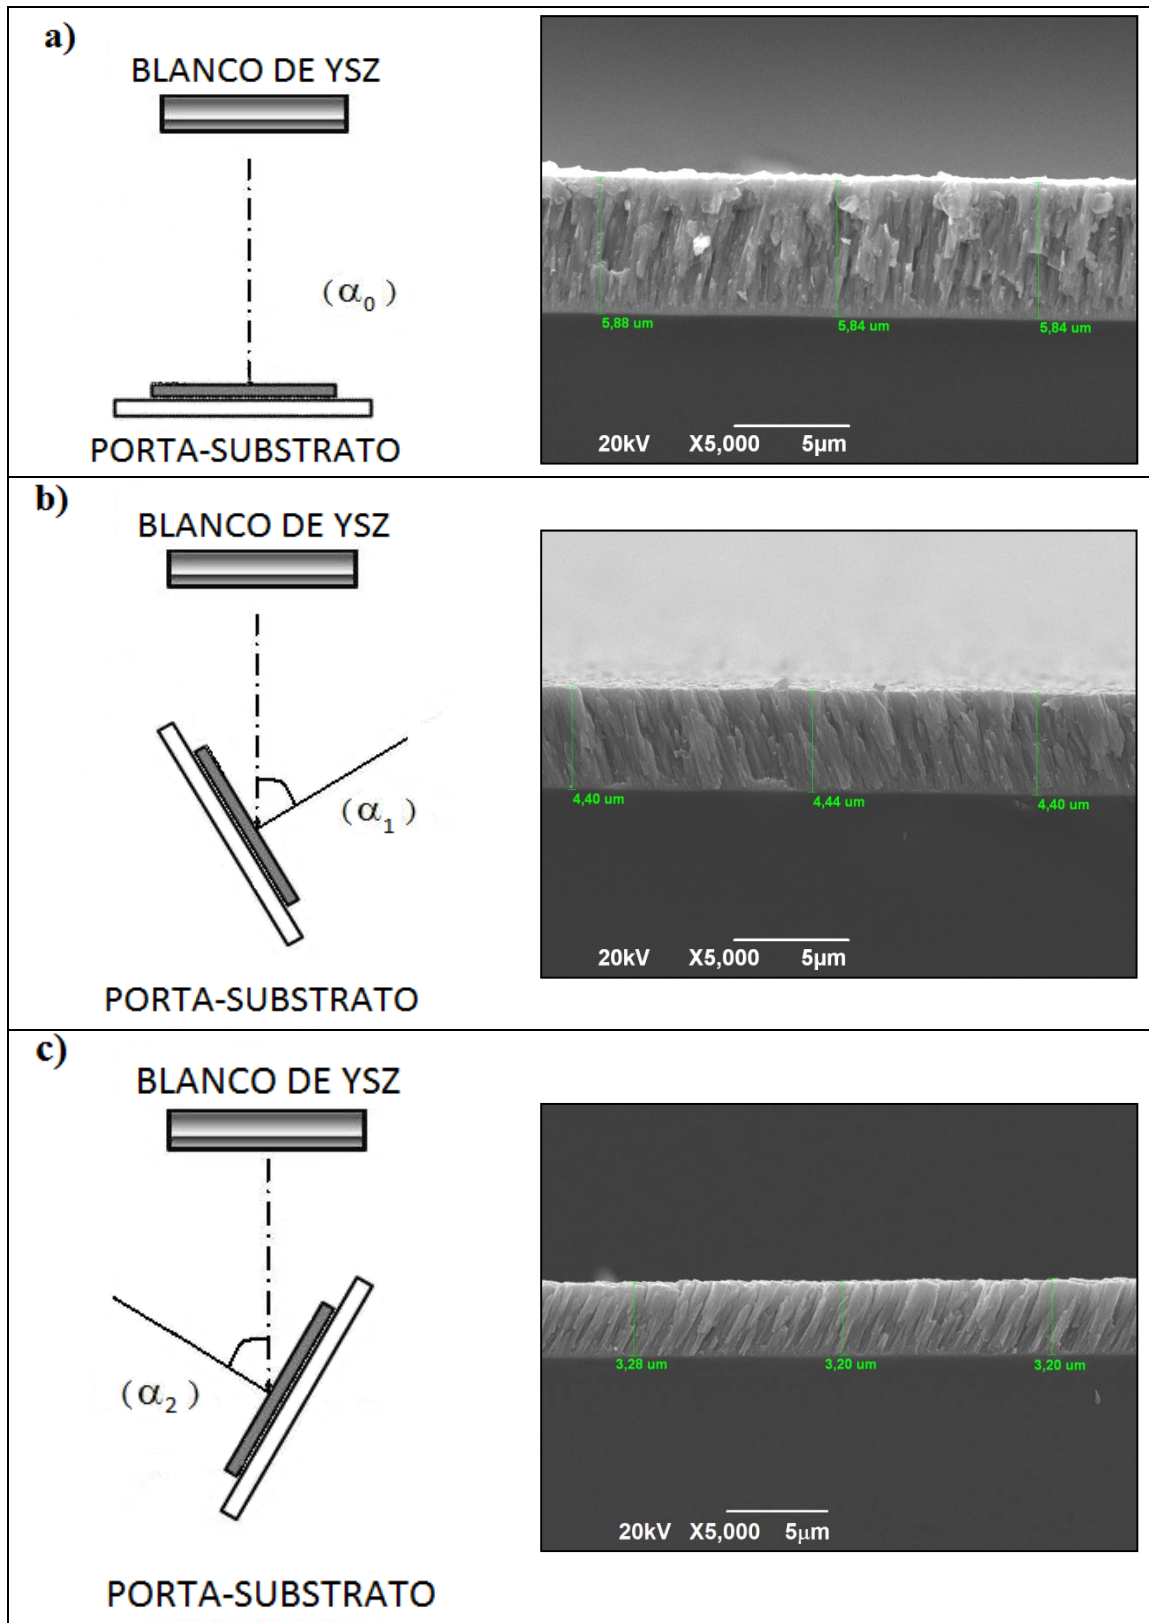 a)
BLANCO DE YSZ
(α0)
PORTA-SUBSTRATO
5,88 um
5,84 um
5,84 um
20kV X5,000 5µm
b)
BLANCO DE YSZ
(α1)
PORTA-SUBSTRATO
4,40 um
4,44 um
4,40 um
20kV X5,000 5µm
c)
BLANCO DE YSZ
(α2)
PORTA-SUBSTRATO
3,28 um
3,20 um
3,20 um
20kV X5,000 5µm